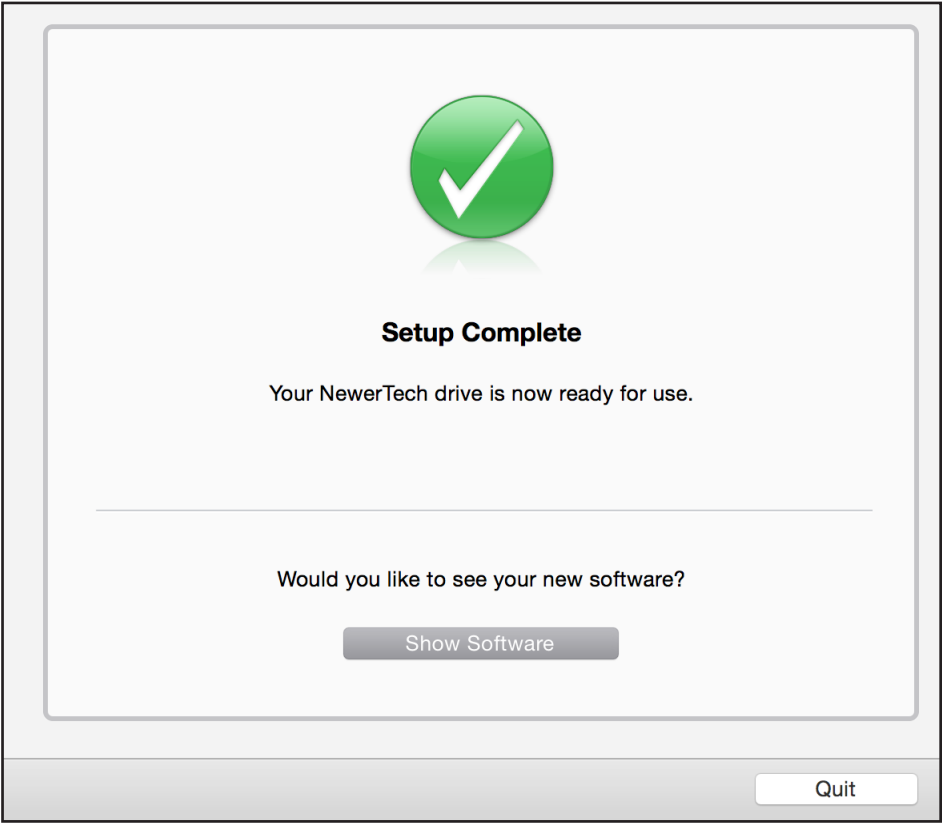 Setup Complete
Your NewerTech drive is now ready for use.
Would you like to see your new software?
Show Software
Quit